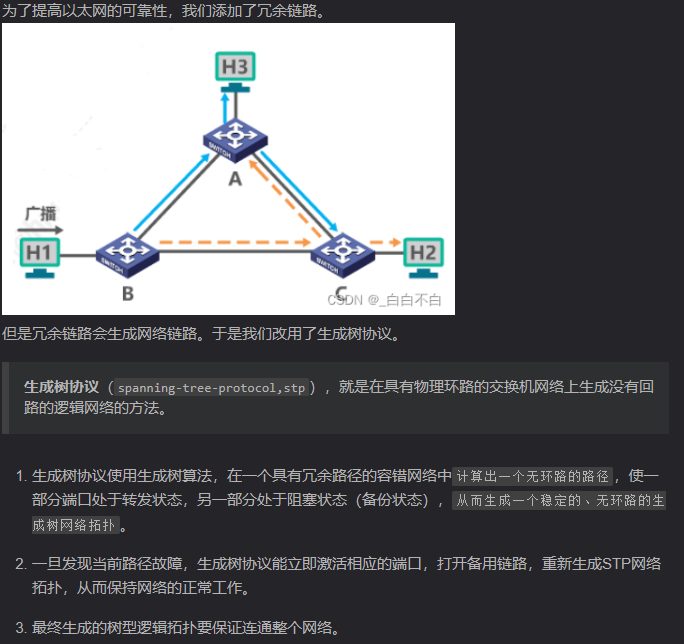 为了提高以太网的可靠性，我们添加了冗余链路。
H3
SWITCH
A
广播
H1
SWITCH
B
SWITCH
C
H2
CSDN @_白白不白
但是冗余链路会生成网络链路。于是我们改用了生成树协议。
生成树协议（spanning-tree-protocol,stp），就是在具有物理环路的交换机网络上生成没有回
路的逻辑网络的方法。
1. 生成树协议使用生成树算法，在一个具有冗余路径的容错网络中计算出一个无环路的路径，使一
部分端口处于转发状态，另一部分处于阻塞状态（备份状态），从而生成一个稳定的、无环路的生
成树网络拓扑。
2. 一旦发现当前路径故障，生成树协议能立即激活相应的端口，打开备用链路，重新生成STP网络
拓扑，从而保持网络的正常工作。
3. 最终生成的树型逻辑拓扑要保证连通整个网络。